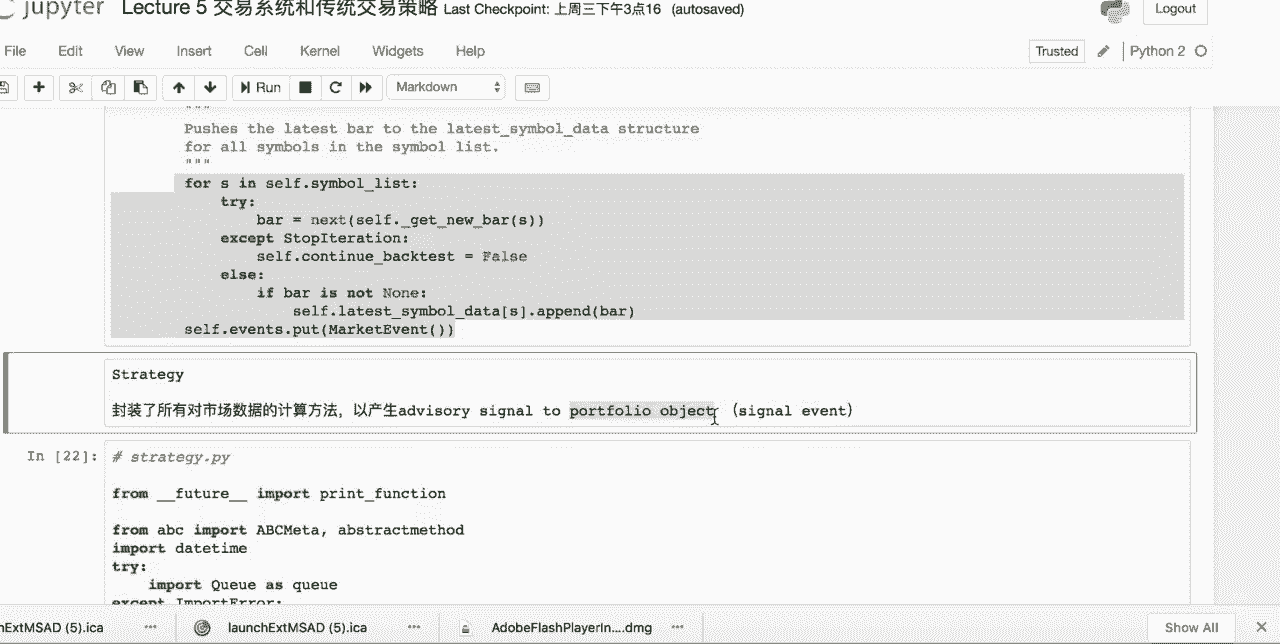 jupyter Lecture 5 交易系统和传统交易策略 Last Checkpoint: 上周三下午3点16 (autosaved)
Logout
File Edit View Insert Cell Kernel Widgets Help
Trusted Python 2
Run Markdown
"""
Pushes the latest bar to the latest_symbol_data structure
for all symbols in the symbol list.
"""
for s in self.symbol_list:
try:
bar = next(self._get_new_bar(s))
except StopIteration:
self.continue_backtest = False
else:
if bar is not None:
self.latest_symbol_data[s].append(bar)
self.events.put(MarketEvent())
Strategy
封装了所有对市场数据的计算方法，以产生advisory signal to portfolio object （signal event）
In [22]: # strategy.py
from __future__ import print_function
from abc import ABCMeta, abstractmethod
import datetime
try:
import Queue as queue
except ImportError:
hExtMSAD (5).ica launchExtMSAD (5).ica AdobeFlashPlayerIn....dmg Show All